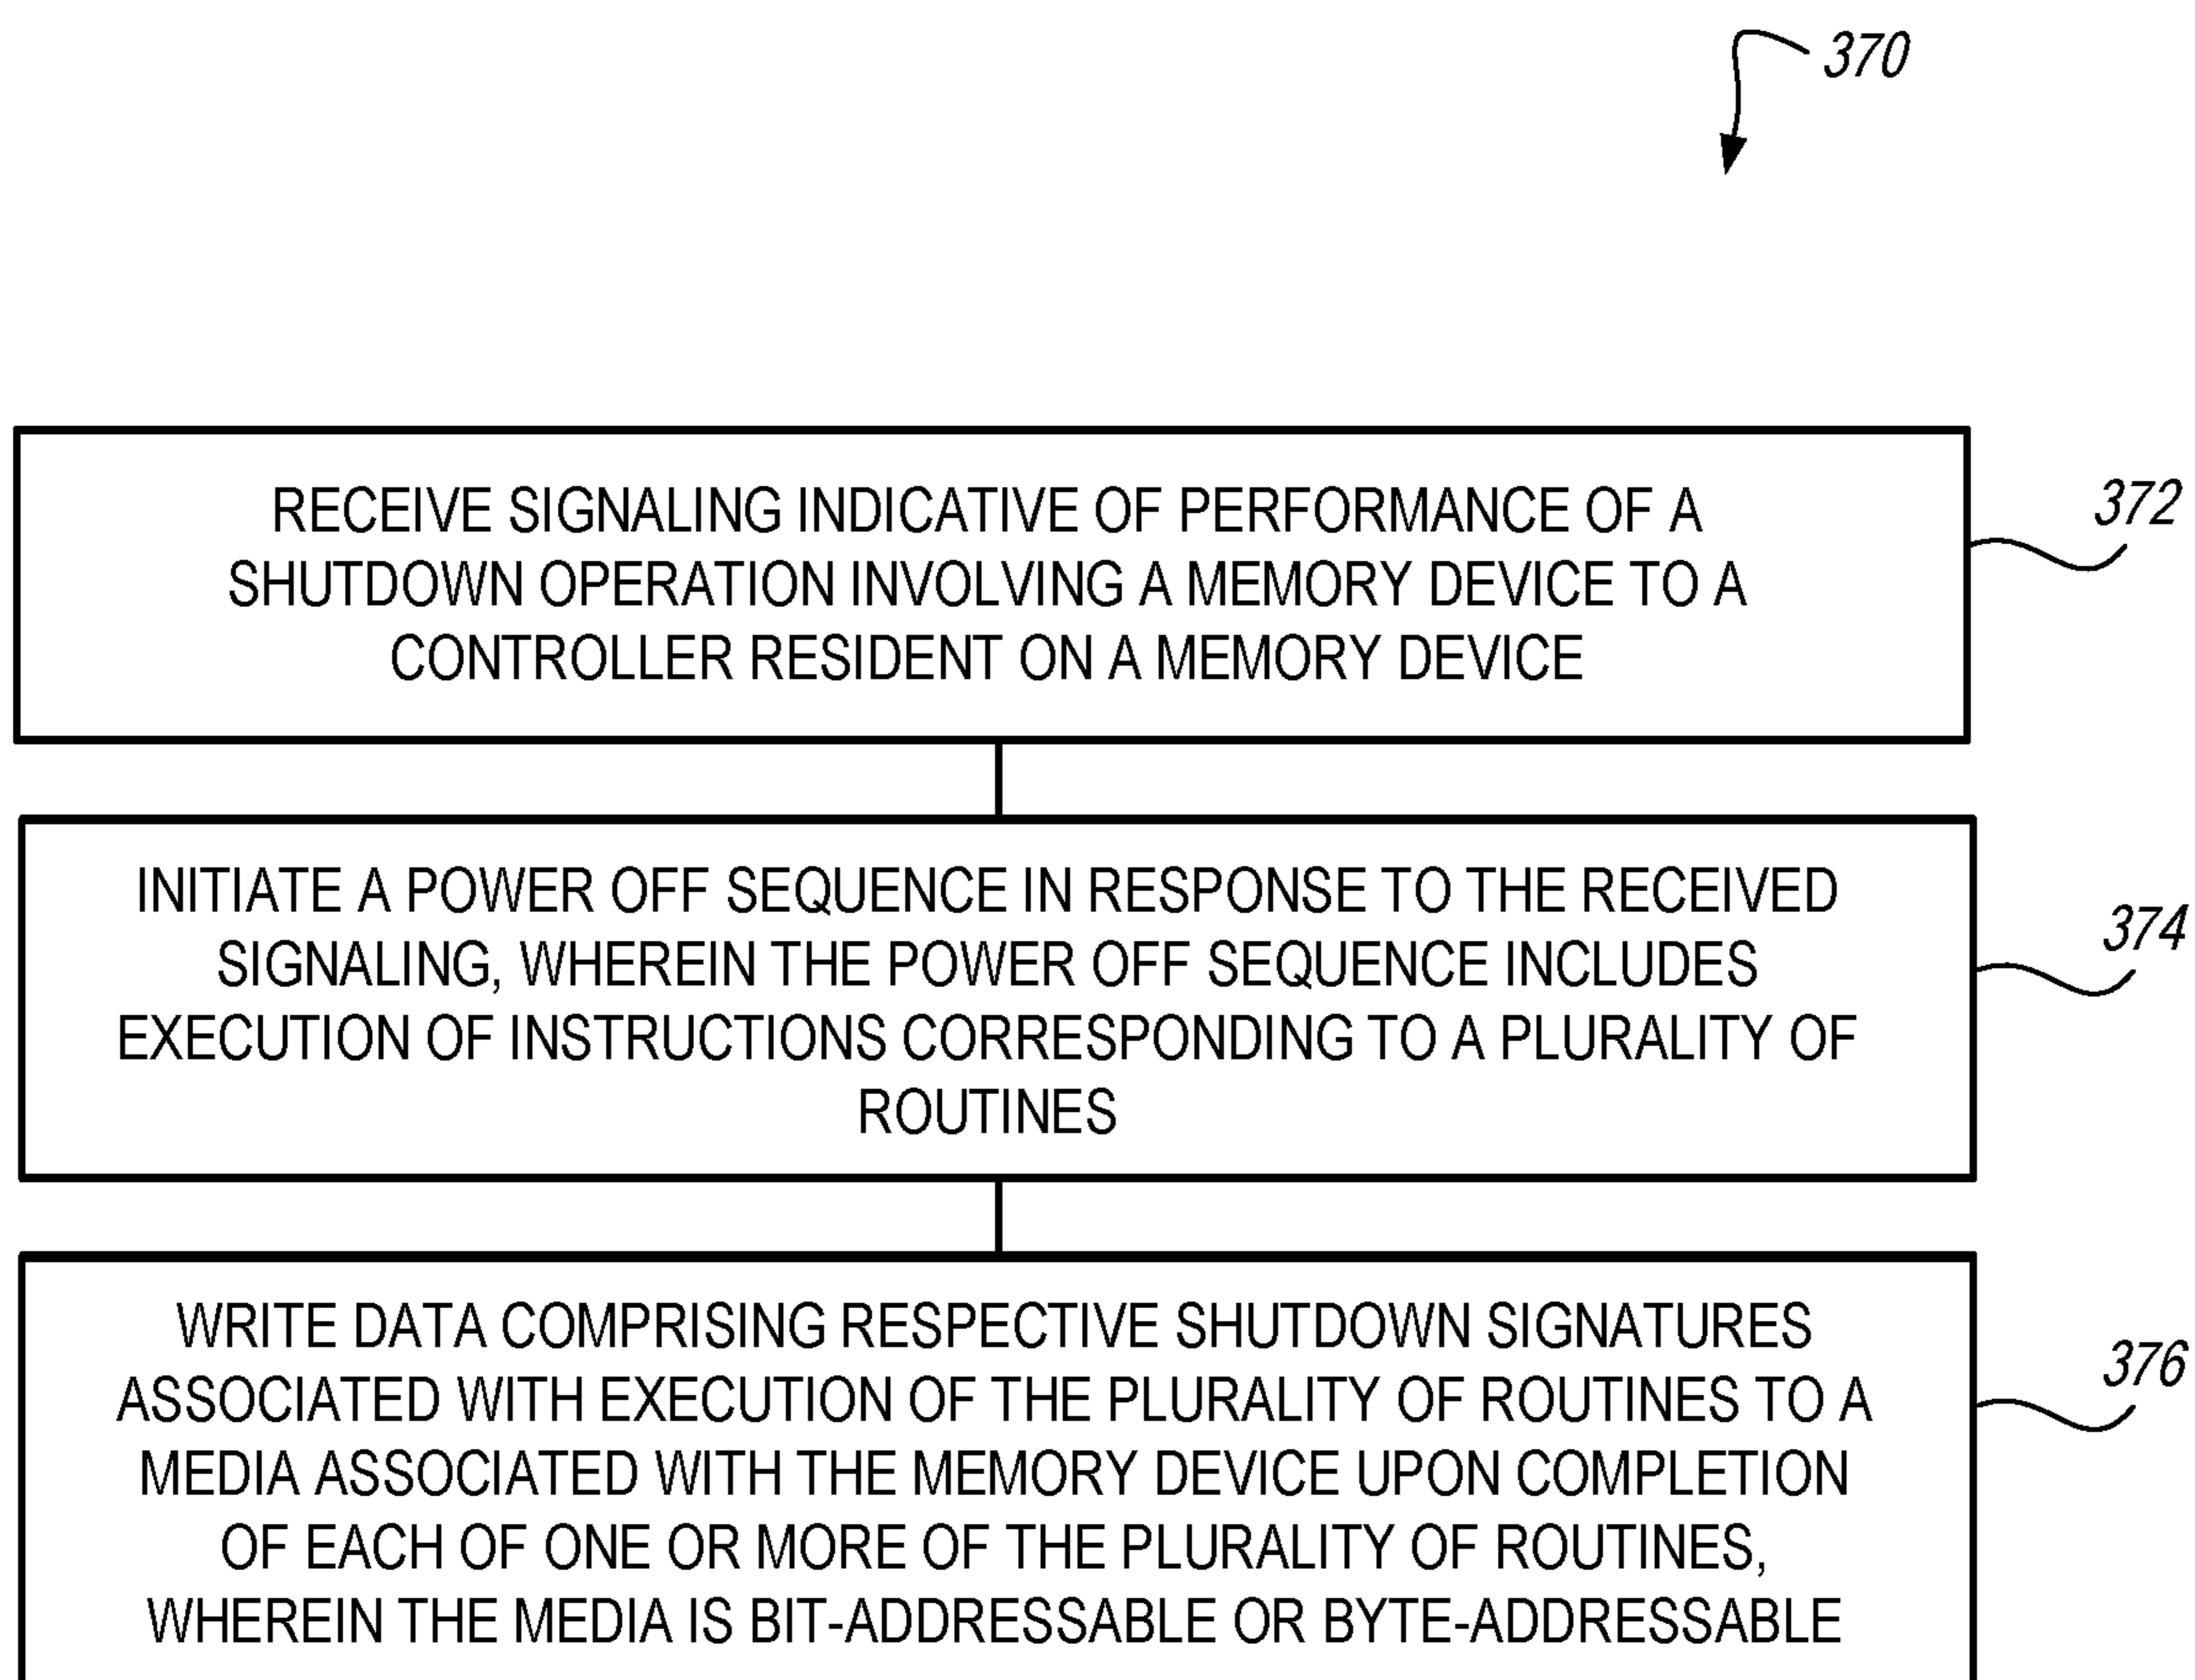 370
RECEIVE SIGNALING INDICATIVE OF PERFORMANCE OF A
SHUTDOWN OPERATION INVOLVING A MEMORY DEVICE TO A
CONTROLLER RESIDENT ON A MEMORY DEVICE
372
INITIATE A POWER OFF SEQUENCE IN RESPONSE TO THE RECEIVED
SIGNALING, WHEREIN THE POWER OFF SEQUENCE INCLUDES
EXECUTION OF INSTRUCTIONS CORRESPONDING TO A PLURALITY OF
ROUTINES
374
WRITE DATA COMPRISING RESPECTIVE SHUTDOWN SIGNATURES
ASSOCIATED WITH EXECUTION OF THE PLURALITY OF ROUTINES TO A
MEDIA ASSOCIATED WITH THE MEMORY DEVICE UPON COMPLETION
OF EACH OF ONE OR MORE OF THE PLURALITY OF ROUTINES,
WHEREIN THE MEDIA IS BIT-ADDRESSABLE OR BYTE-ADDRESSABLE
376